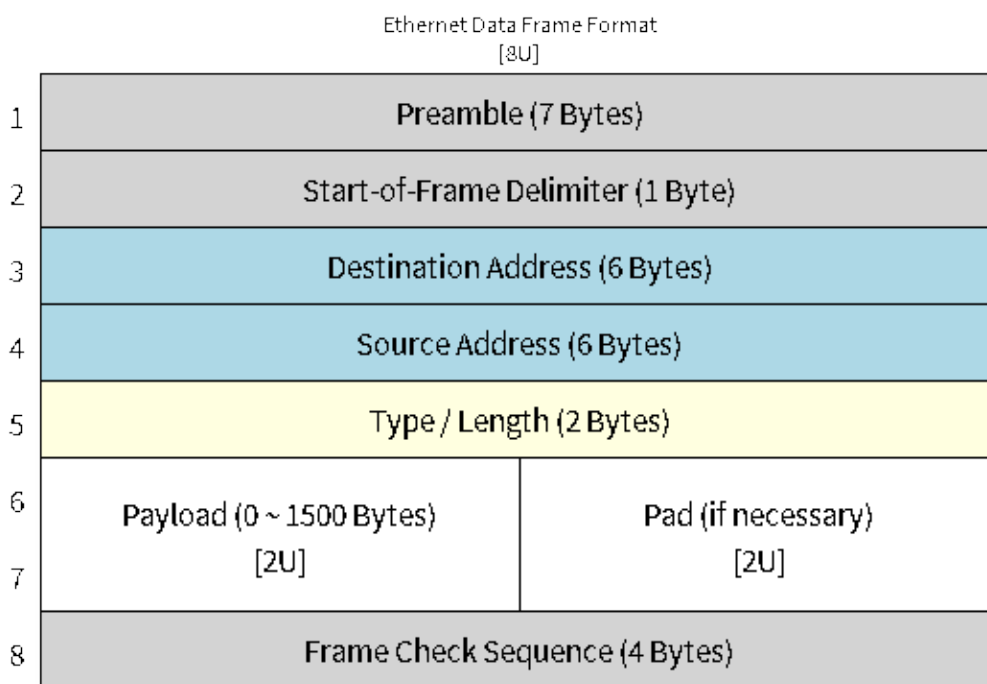 Ethernet Data Frame Format
[8U]
1
Preamble (7 Bytes)
2
Start-of-Frame Delimiter (1 Byte)
3
Destination Address (6 Bytes)
4
Source Address (6 Bytes)
5
Type / Length (2 Bytes)
6
Payload (0 ~ 1500 Bytes)
[2U]
Pad (if necessary)
[2U]
7
8
Frame Check Sequence (4 Bytes)